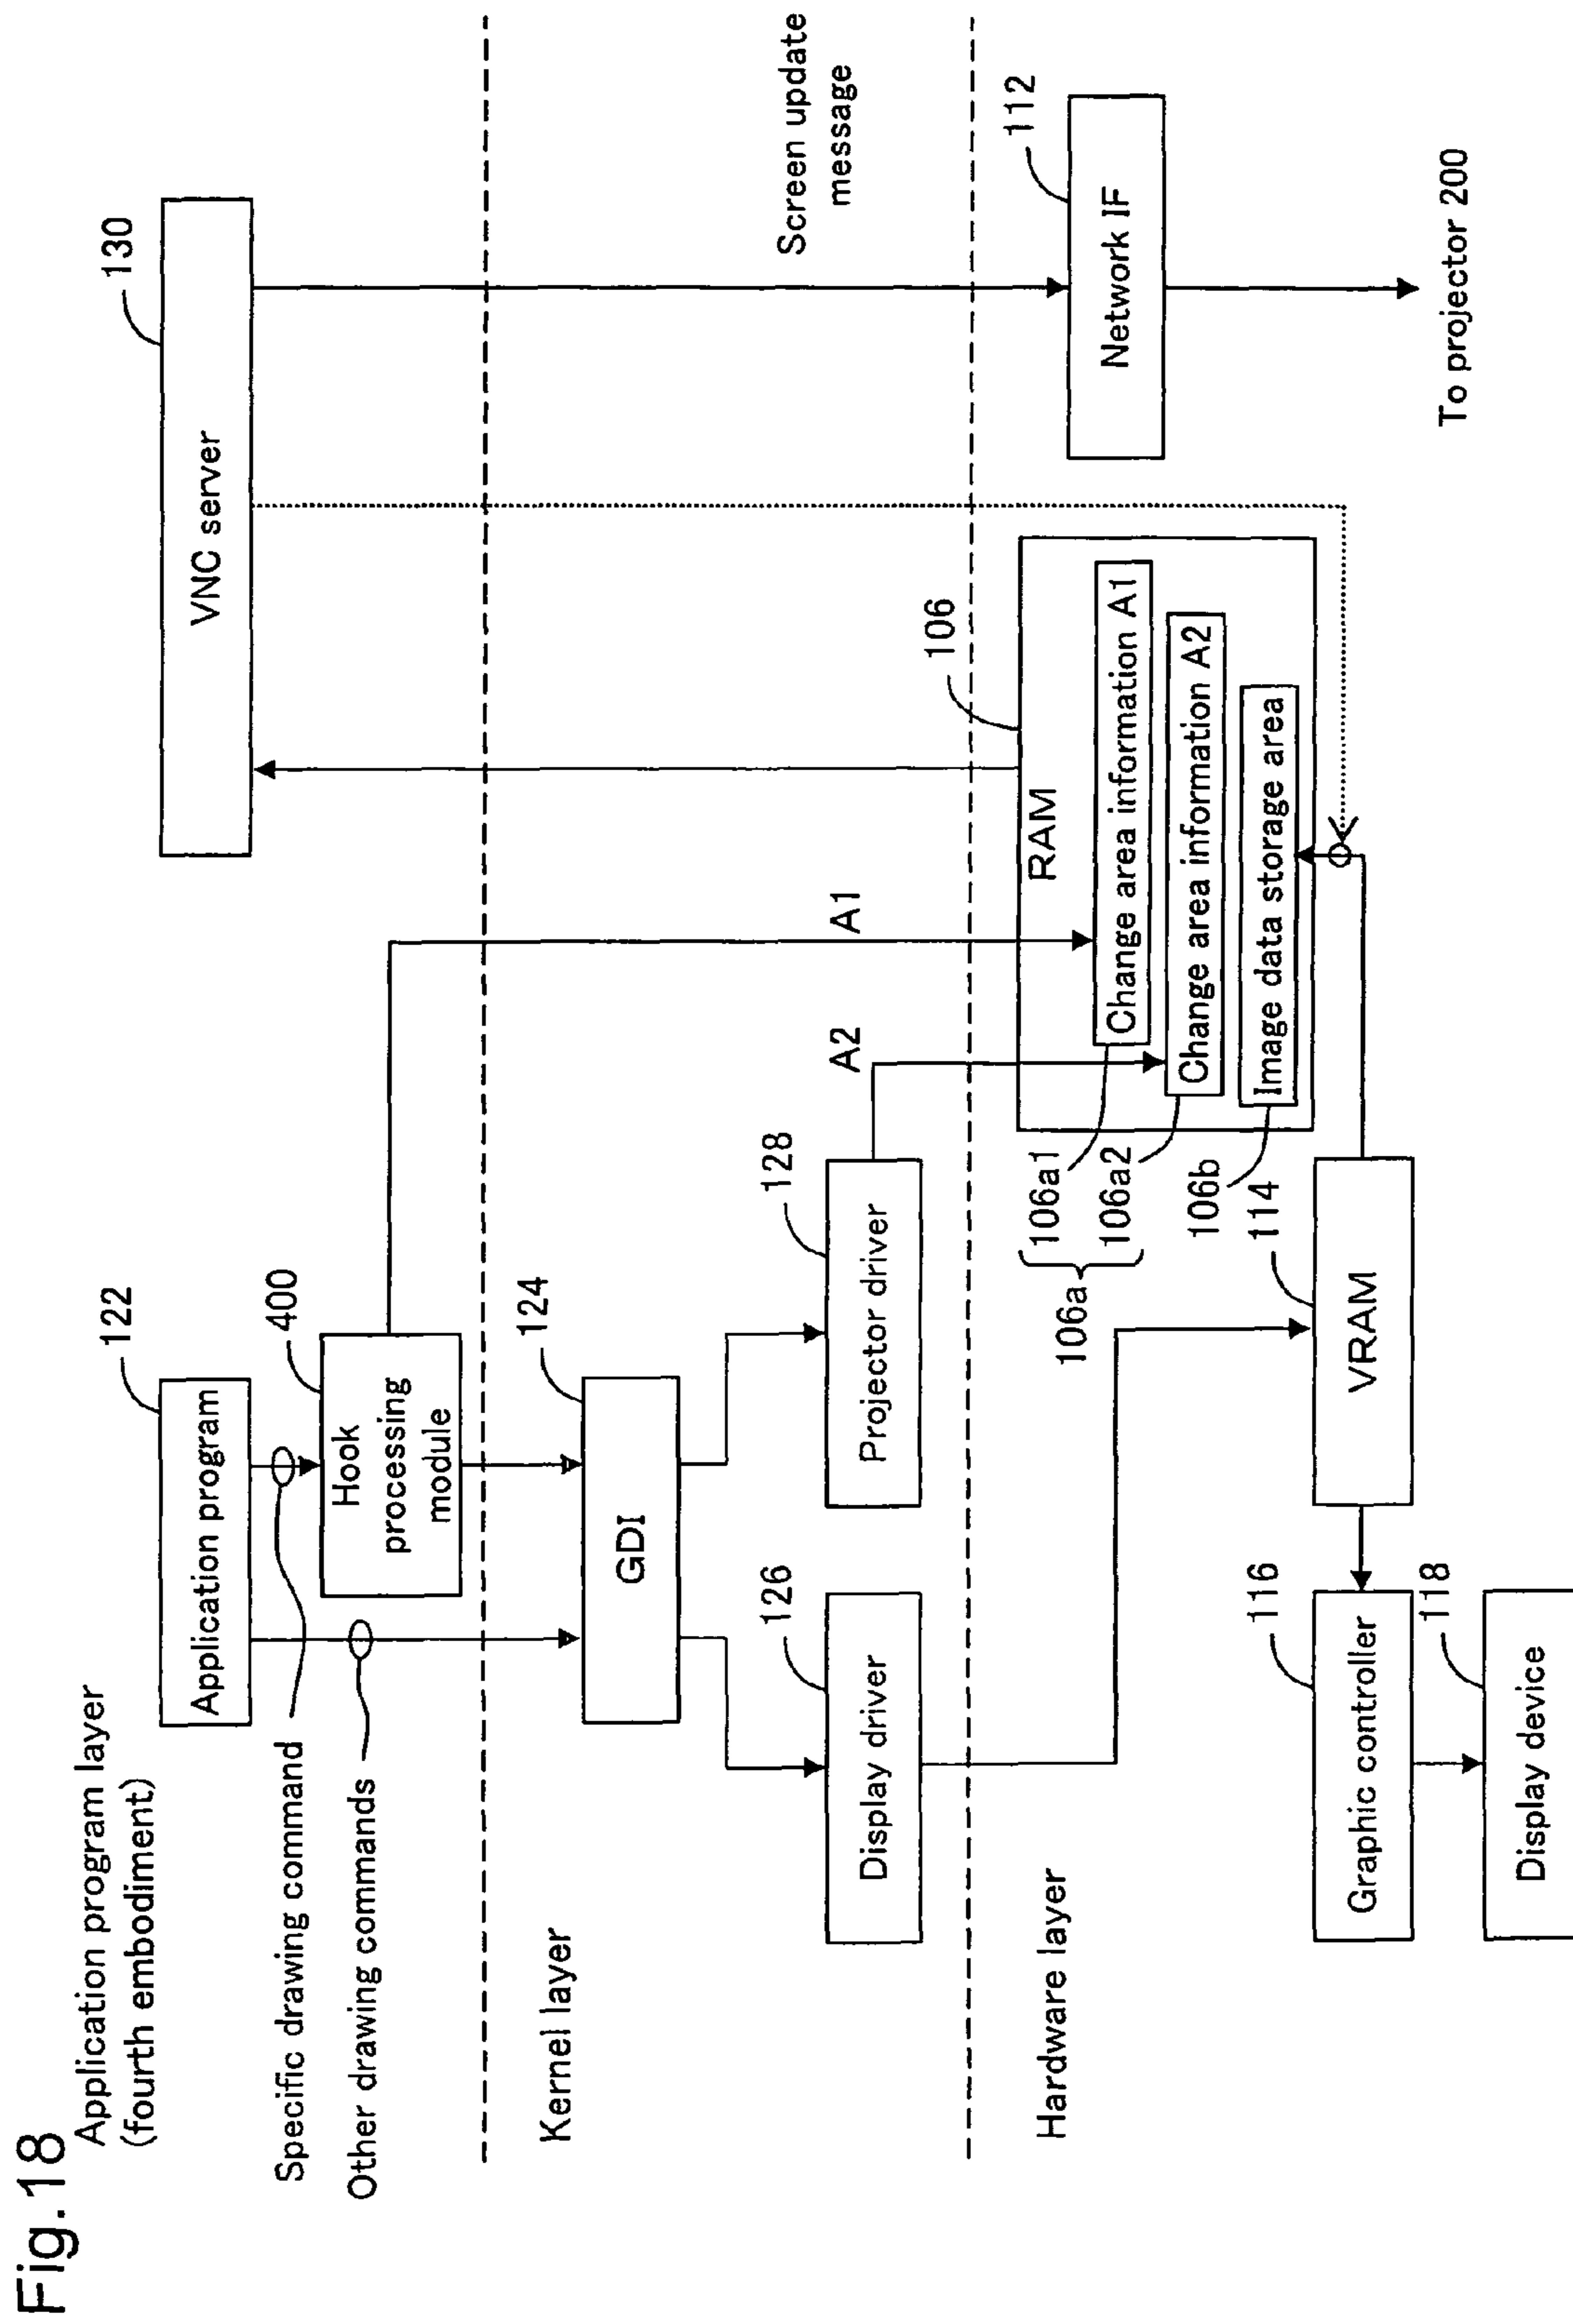 Fig.18
Application program layer
(fourth embodiment)
122
Application program
130
VNC server
Specific drawing command
Other drawing commands
400
Hook
processing
module
Kernel layer
124
GDI
126
Display driver
128
Projector driver
A2
A1
Screen update
message
Hardware layer
106
RAM
106a1
Change area information A1
106a2
Change area information A2
106a
106b
Image data storage area
112
Network IF
To projector 200
114
VRAM
116
Graphic controller
118
Display device